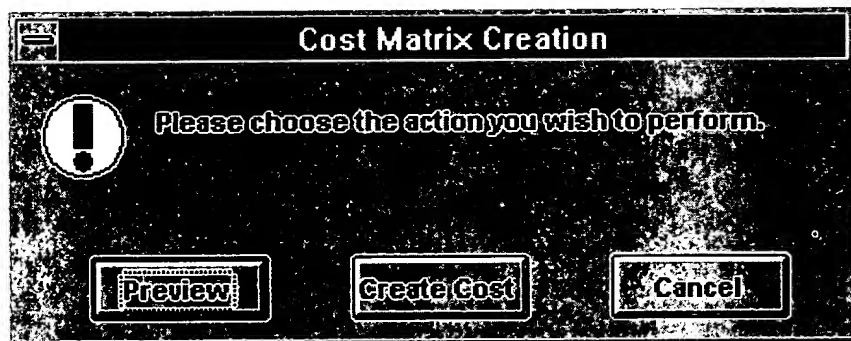 Cost Matrix Creation
Please choose the action you wish to perform.
Preview
Create Cost
Cancel